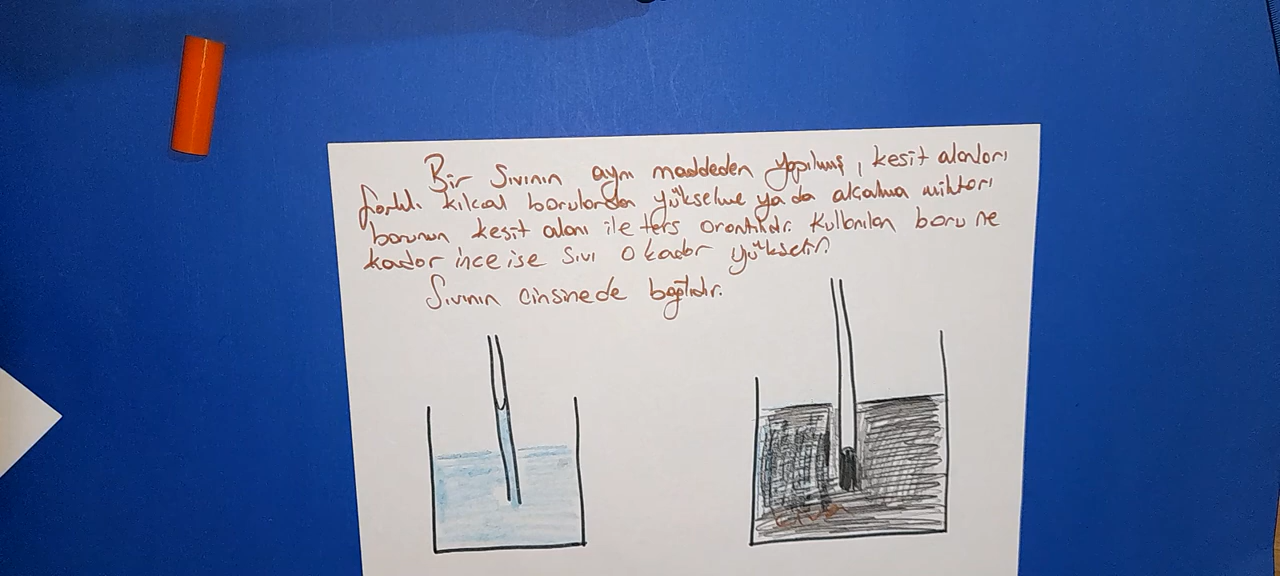 Bir sıvının aynı maddeden yapılmış, kesit alanları
farklı kılcal borulardan yükselme ya da alçalma miktarı
borunun kesit alanı ile ters orantılıdır. Kullanılan boru ne
kadar ince ise sıvı o kadar yükselir.
Sıvının cinsinede bağlıdır.